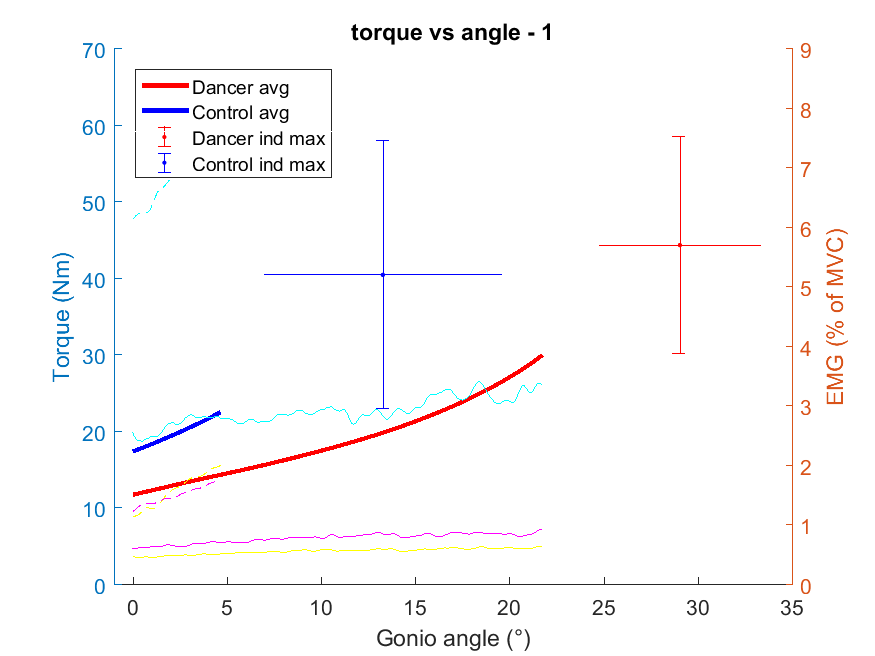 torque vs angle - 1
70
60
50
40
30
20
10
0
Torque (Nm)
Dancer avg
Control avg
Dancer ind max
Control ind max
9
8
7
6
5
4
3
2
1
0
EMG (% of MVC)
0 5 10 15 20 25 30 35
Gonio angle (°)